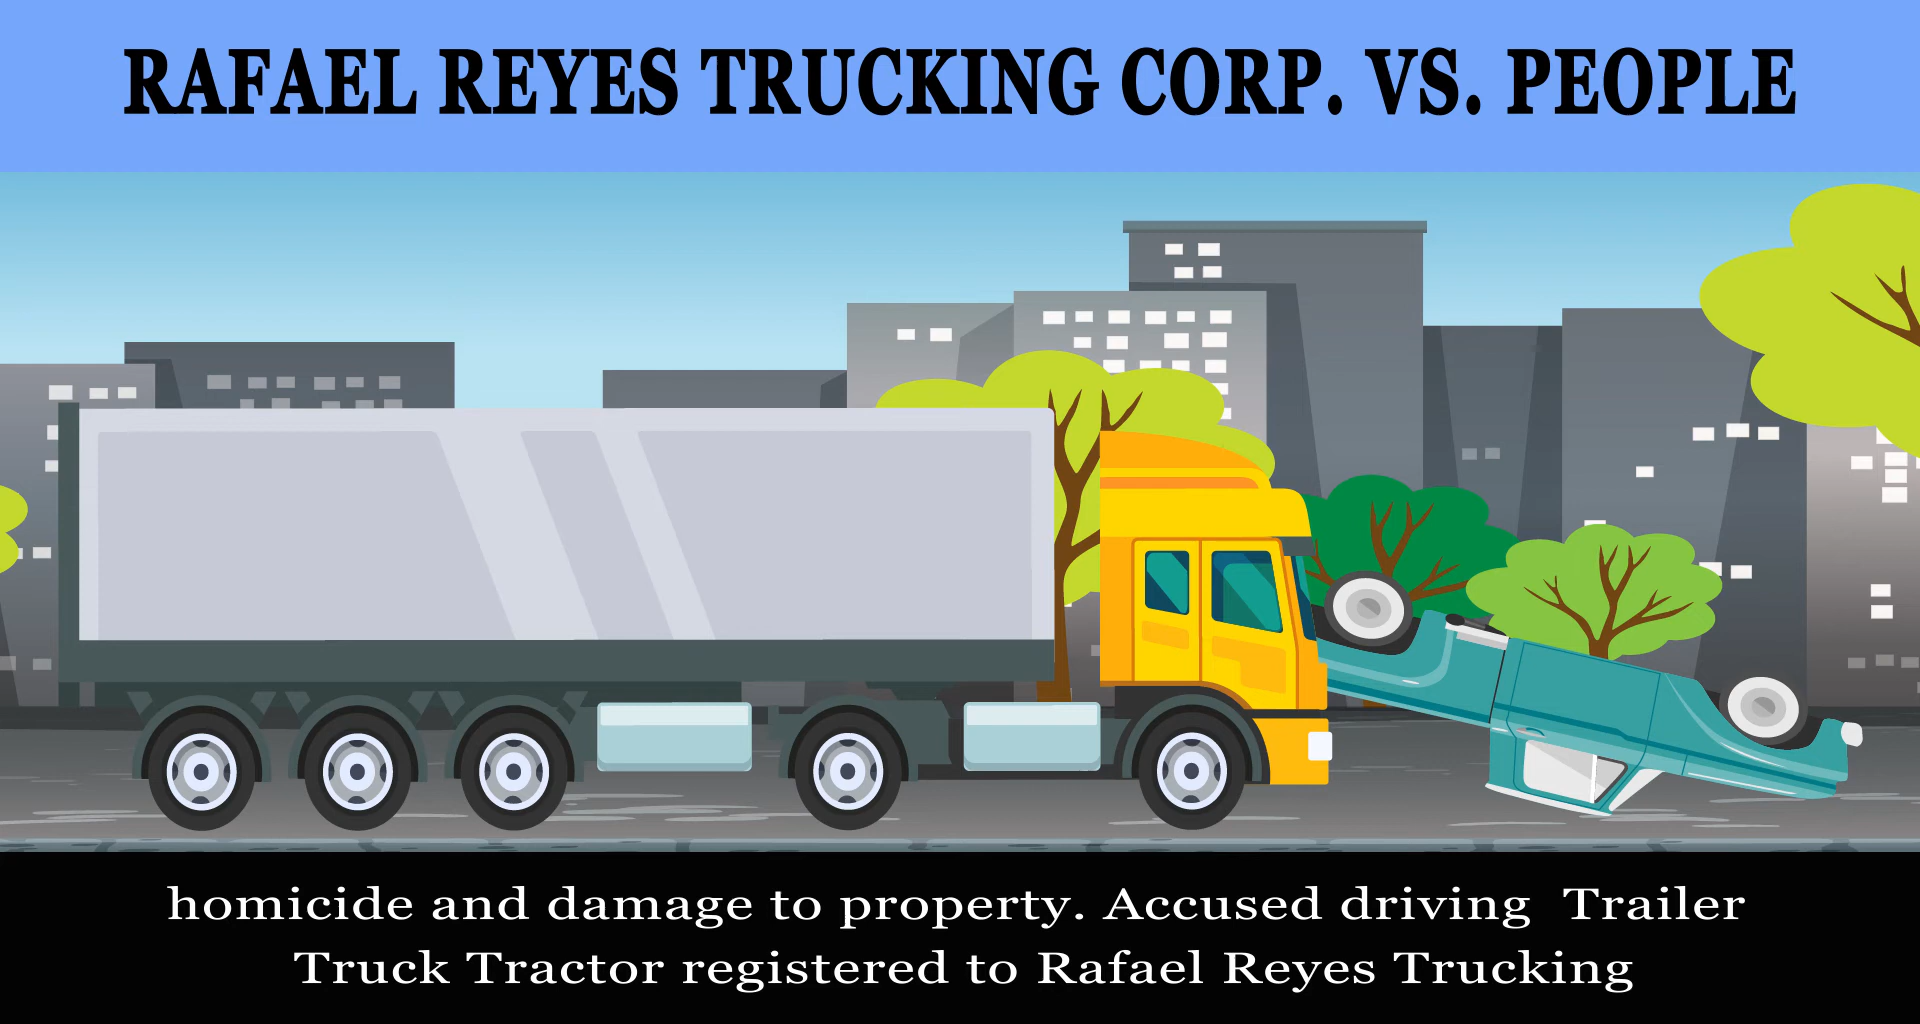 RAFAEL REYES TRUCKING CORP. VS. PEOPLE
homicide and damage to property. Accused driving  Trailer
Truck Tractor registered to Rafael Reyes Trucking